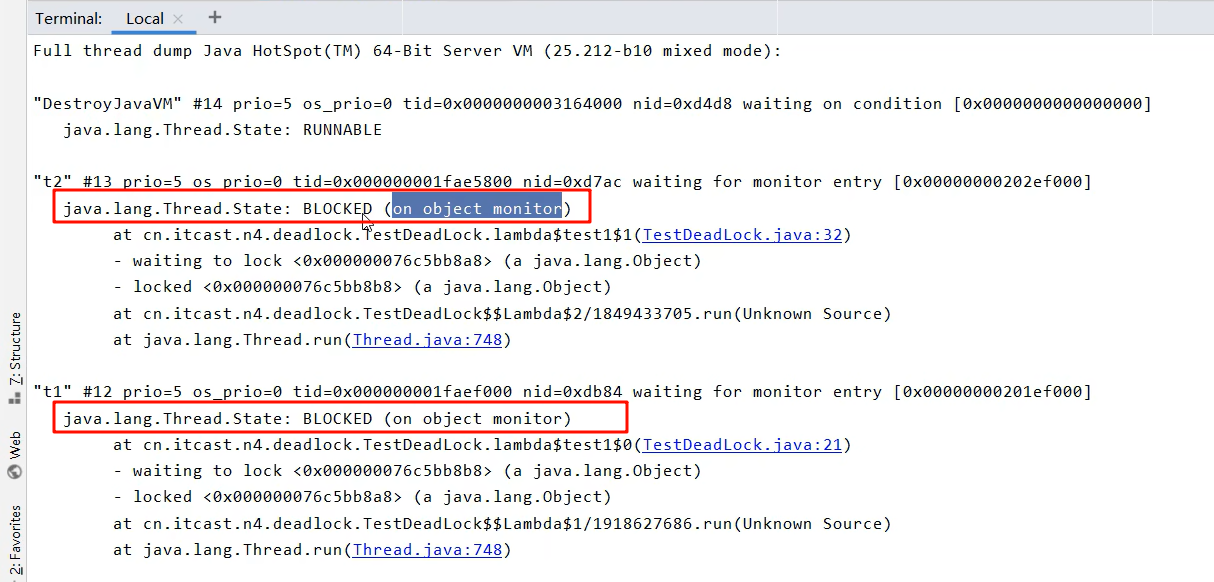 Terminal: Local × +
Full thread dump Java HotSpot(TM) 64-Bit Server VM (25.212-b10 mixed mode):
"DestroyJavaVM" #14 prio=5 os_prio=0 tid=0x0000000003164000 nid=0xd4d8 waiting on condition [0x0000000000000000]
java.lang.Thread.State: RUNNABLE
"t2" #13 prio=5 os_prio=0 tid=0x000000001fae5800 nid=0xd7ac waiting for monitor entry [0x00000000202ef000]
java.lang.Thread.State: BLOCKED (on object monitor)
at cn.itcast.n4.deadlock.TestDeadLock.lambda$test1$1(TestDeadLock.java:32)
- waiting to lock <0x000000076c5bb8a8> (a java.lang.Object)
- locked <0x000000076c5bb8b8> (a java.lang.Object)
at cn.itcast.n4.deadlock.TestDeadLock$$Lambda$2/1849433705.run(Unknown Source)
at java.lang.Thread.run(Thread.java:748)
"t1" #12 prio=5 os_prio=0 tid=0x000000001faef000 nid=0xdb84 waiting for monitor entry [0x00000000201ef000]
java.lang.Thread.State: BLOCKED (on object monitor)
at cn.itcast.n4.deadlock.TestDeadLock.lambda$test1$0(TestDeadLock.java:21)
- waiting to lock <0x000000076c5bb8b8> (a java.lang.Object)
- locked <0x000000076c5bb8a8> (a java.lang.Object)
at cn.itcast.n4.deadlock.TestDeadLock$$Lambda$1/1918627686.run(Unknown Source)
at java.lang.Thread.run(Thread.java:748)
7: Structure
Web
2: Favorites